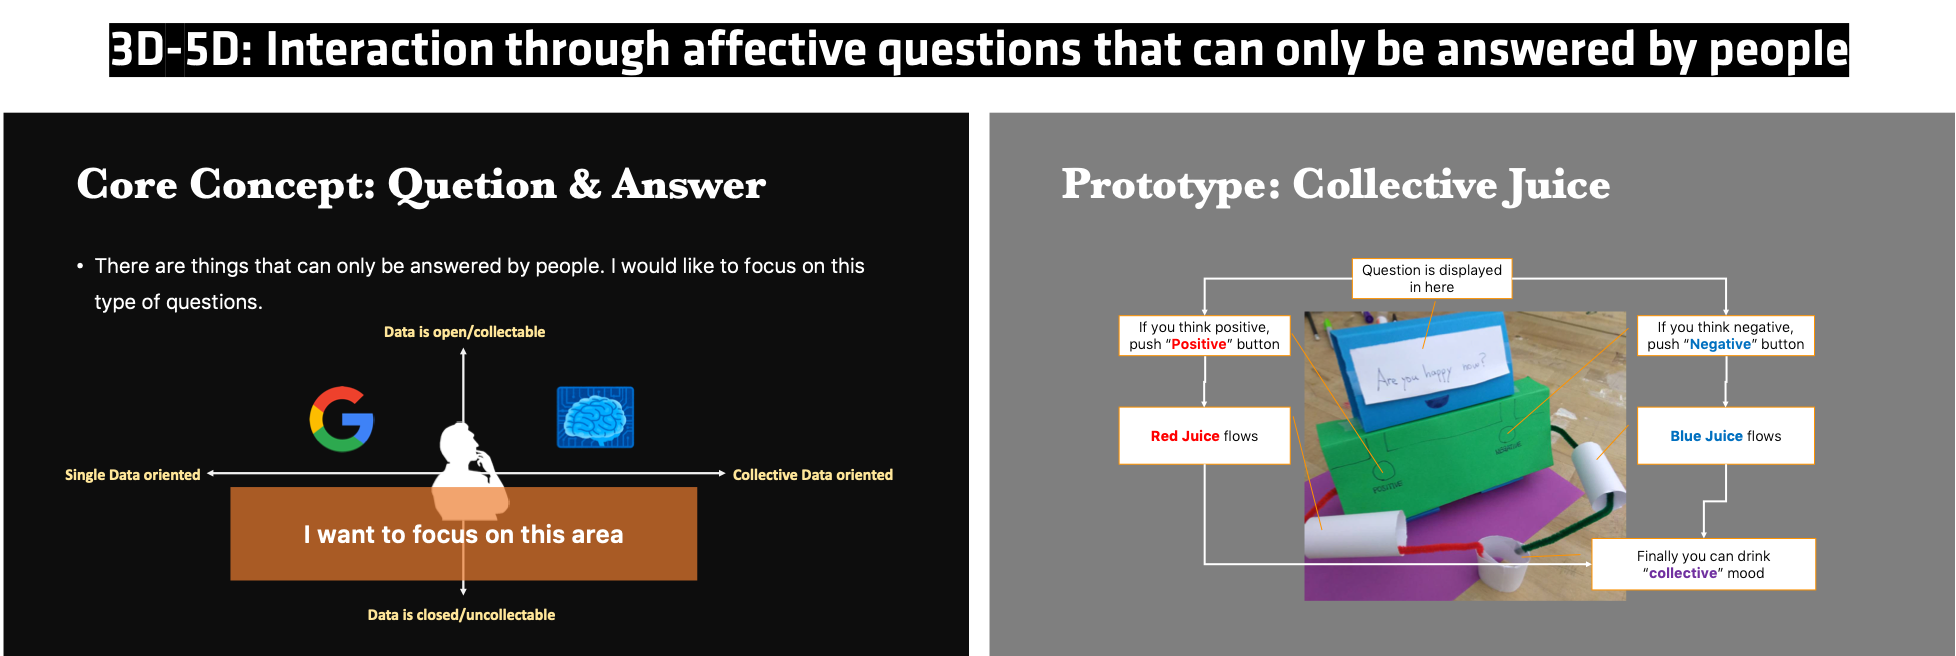 3D-5D: Interaction through affective questions that can only be answered by people
Core Concept: Quetion & Answer
• There are things that can only be answered by people. I would like to focus on this
type of questions.
Data is open/collectable
Single Data oriented
Collective Data oriented
I want to focus on this area
Data is closed/uncollectable
Prototype: Collective Juice
Question is displayed
in here
If you think positive,
push “Positive” button
If you think negative,
push “Negative” button
Are you happy now?
Red Juice flows
Blue Juice flows
NEGATIVE
POSITIVE
Finally you can drink
“collective” mood